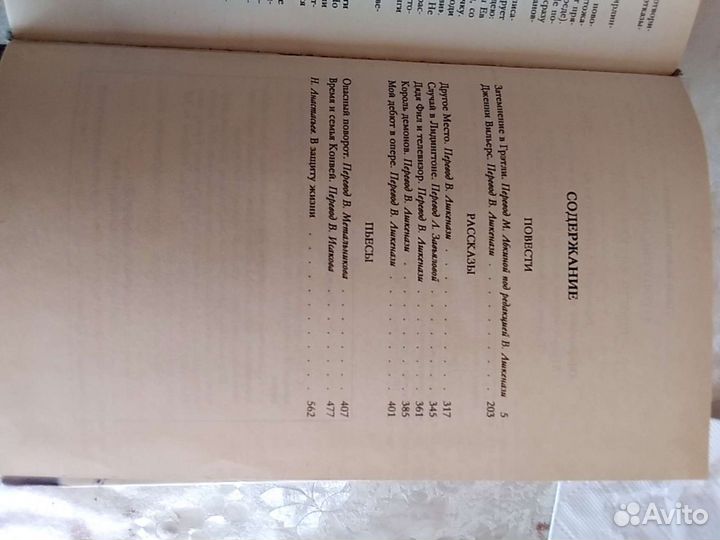 СОДЕРЖАНИЕ
ПОВЕСТИ
Затемнение в Грэтли. Перевод М. Абкиной под редакцией В. Ашкенази 5
Дженни Вильерс. Перевод В. Ашкенази . . . . . . . . . 203
РАССКАЗЫ
Другое Место. Перевод В. Ашкенази . . . . . . . . . . 317
Случай в Лидингтоне. Перевод Л. Завьяловой . . . . . . 345
Дядя Фил и телевизор. Перевод В. Ашкенази . . . . . . 361
Король демонов. Перевод В. Ашкенази . . . . . . . . . 385
Мой дебют в опере. Перевод В. Ашкенази . . . . . . . . 401
ПЬЕСЫ
Опасный поворот. Перевод В. Метальникова . . . . . . 407
Время и семья Конвей. Перевод В. Исакова . . . . . . . 477
Н. Анастасьев. В защиту жизни . . . . . . . . . . 562
Avito